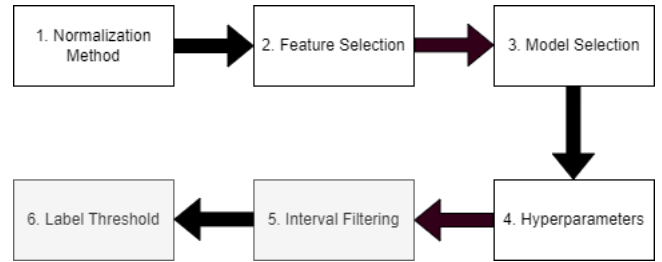 1. Normalization
Method
2. Feature Selection
3. Model Selection
4. Hyperparameters
5. Interval Filtering
6. Label Threshold